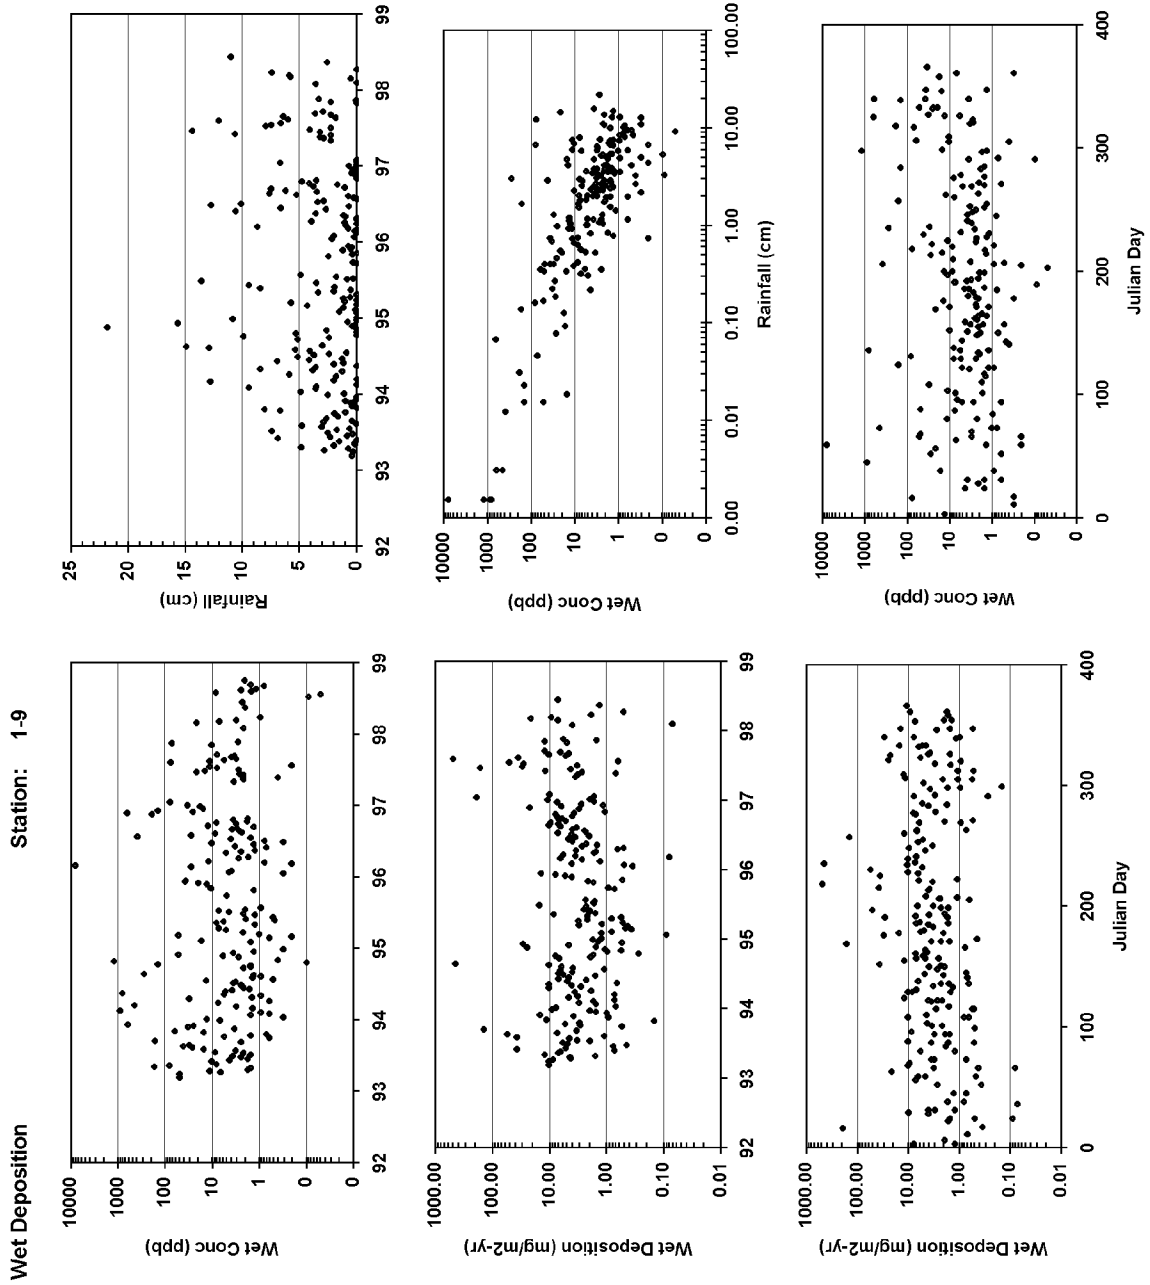 Wet Deposition Station: 1-9
Wet Conc (ppb)
10000
1000
100
10
1
0
92 93 94 95 96 97 98 99
Rainfall (cm)
25
20
15
10
5
0
92 93 94 95 96 97 98 99
Wet Deposition (mg/m2-yr)
1000.00
100.00
10.00
1.00
0.10
0.01
92 93 94 95 96 97 98 99
Wet Conc (ppb)
10000
1000
100
10
1
0
0.00 0.01 0.10 1.00 10.00 100.00
Rainfall (cm)
Wet Deposition (mg/m2-yr)
1000.00
100.00
10.00
1.00
0.10
0.01
0 100 200 300 400
Julian Day
Wet Conc (ppb)
10000
1000
100
10
1
0
0 100 200 300 400
Julian Day